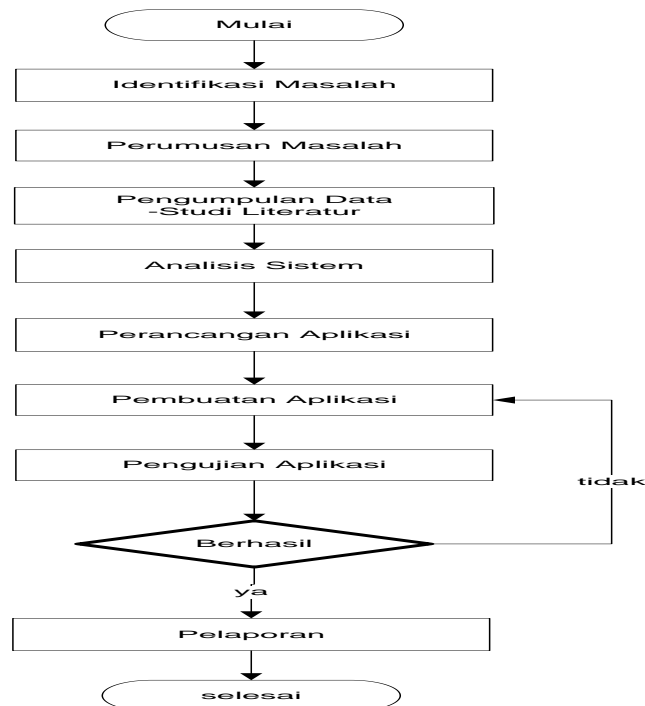 Mulai
Identifikasi Masalah
Perumusan Masalah
Pengumpulan Data
-Studi Literatur
Analisis Sistem
Perancangan Aplikasi
Pembuatan Aplikasi
Pengujian Aplikasi
tidak
Berhasil
ya
Pelaporan
selesai